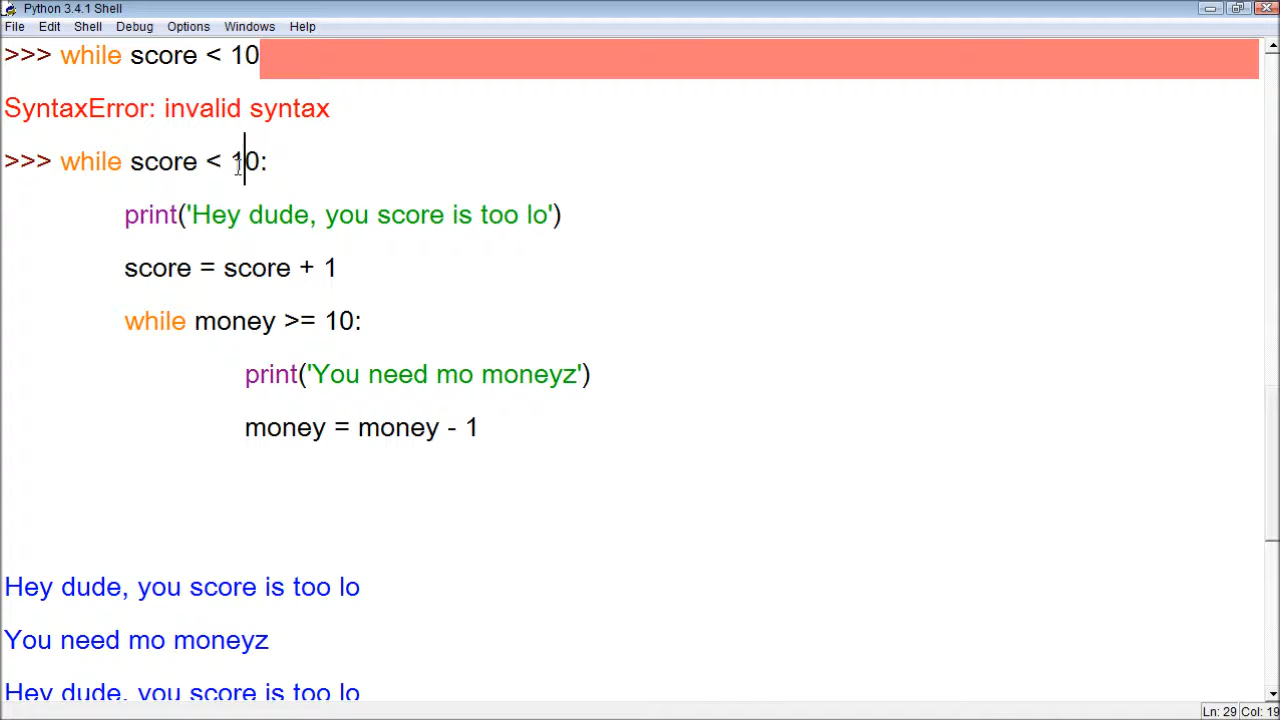 Python 3.4.1 Shell
File Edit Shell Debug Options Windows Help
>>> while score < 10
SyntaxError: invalid syntax
>>> while score < 10:
print('Hey dude, you score is too lo')
score = score + 1
while money >= 10:
print('You need mo moneyz')
money = money - 1
Hey dude, you score is too lo
You need mo moneyz
Hey dude, you score is too lo
Ln: 29 Col: 19